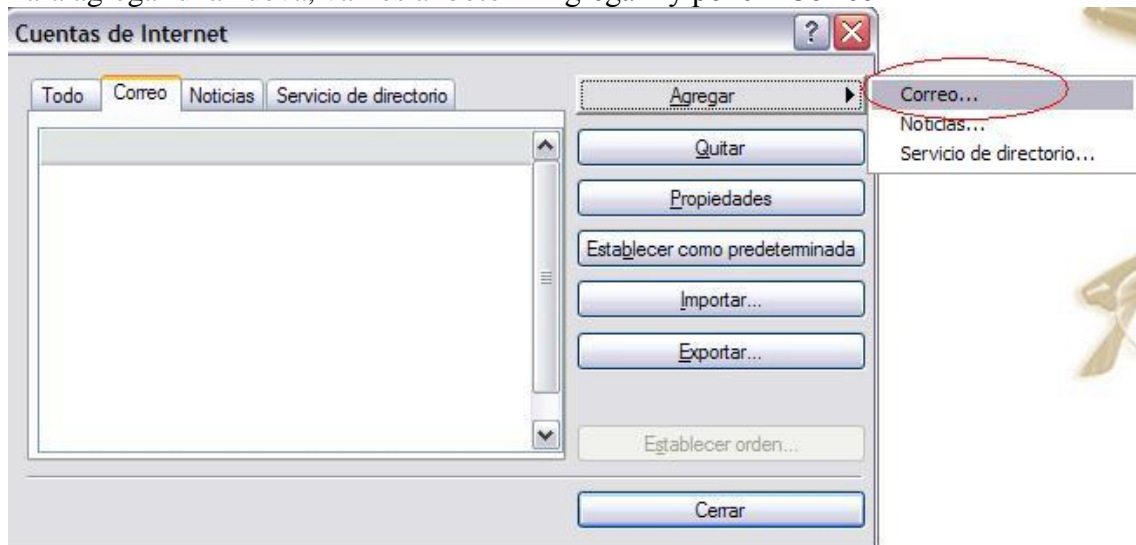 Cuentas de Internet
Todo Correo Noticias Servicio de directorio
Agregar
Correo...
Noticias...
Servicio de directorio...
Quitar
Propiedades
Establecer como predeterminada
Importar...
Exportar...
Establecer orden...
Cerrar